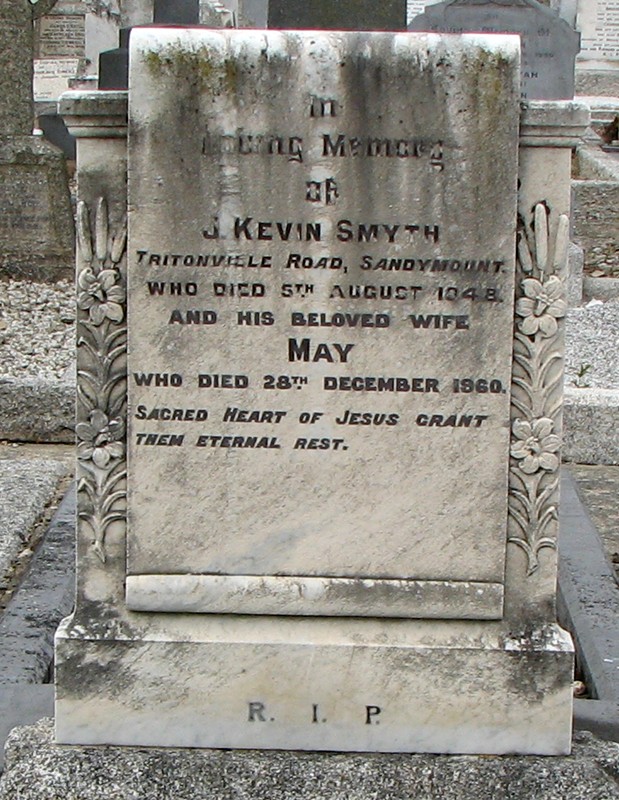 In
Loving Memory
of
J. Kevin Smyth
Tritonville Road, Sandymount.
who died 5th August 1948.
and his beloved wife
May
who died 28th December 1960.
Sacred Heart of Jesus grant
them eternal rest.
R. I. P.